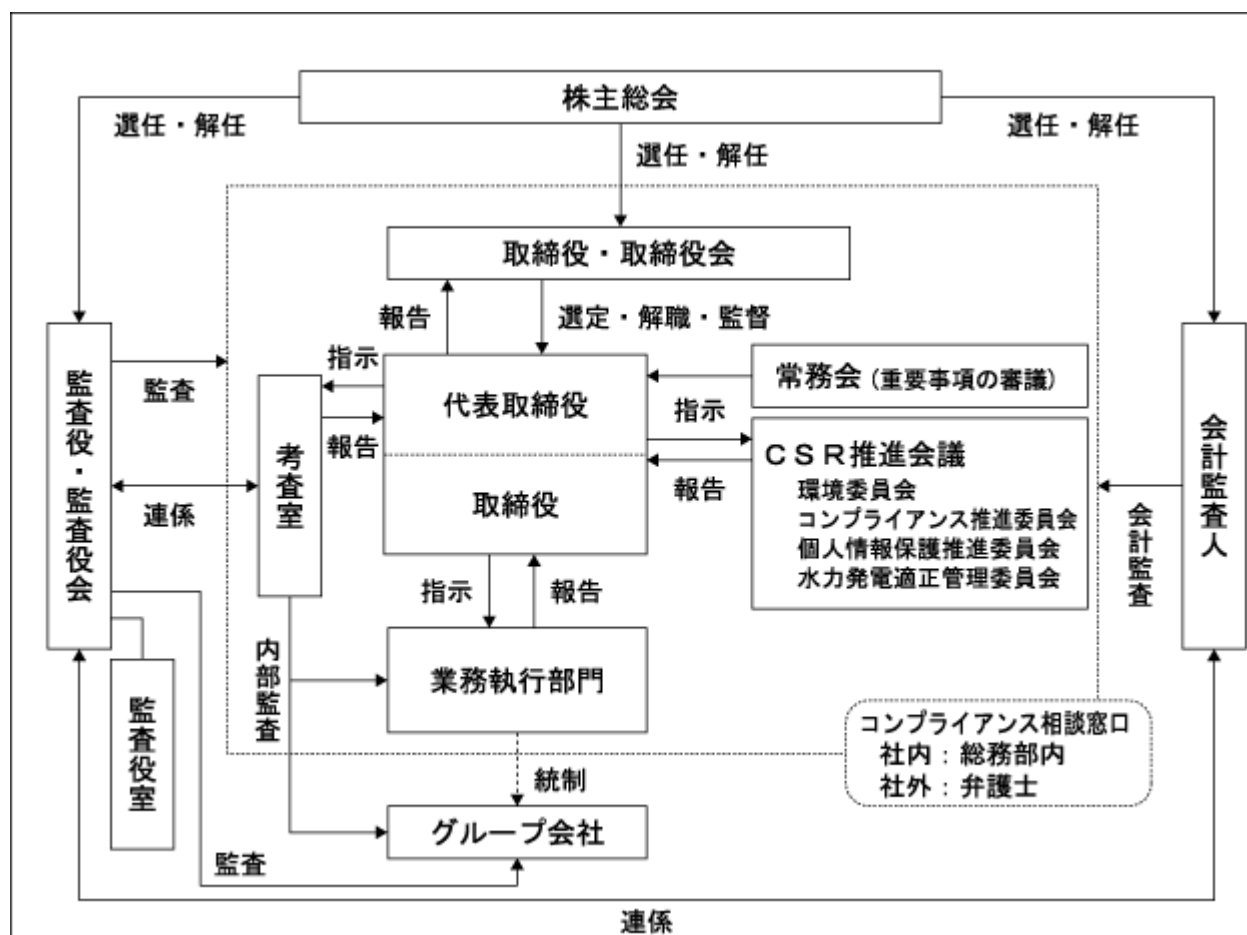 株主総会
選任・解任
選任・解任
選任・解任
取締役・取締役会
報告
選定・解職・監督
監査役・監査役会
監査
指示
代表取締役
常務会 (重要事項の審議)
考査室
報告
指示
ＣＳＲ推進会議
環境委員会
コンプライアンス推進委員会
個人情報保護推進委員会
水力発電適正管理委員会
報告
取締役
連係
会計監査人
会計監査
指示
報告
内部監査
業務執行部門
監査役室
コンプライアンス相談窓口
社内：総務部内
社外：弁護士
統制
グループ会社
監査
連係